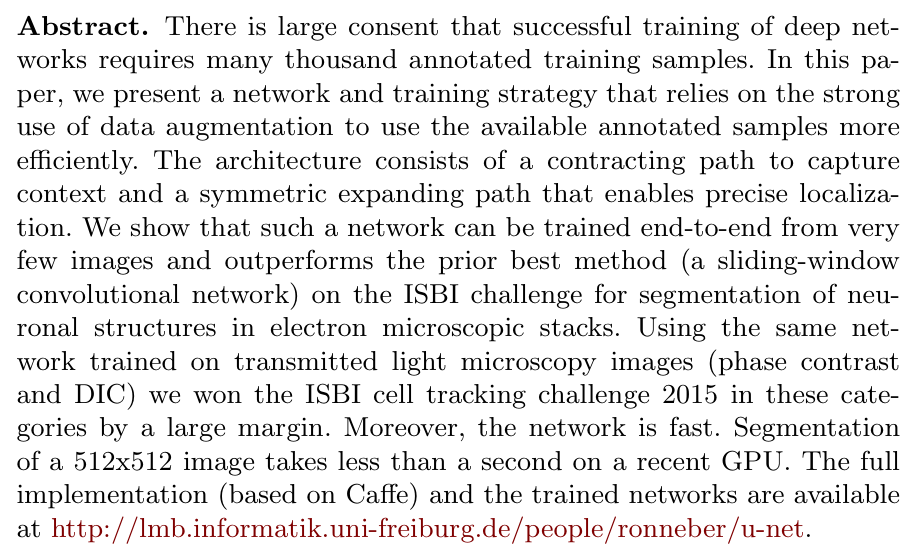 Abstract. There is large consent that successful training of deep net-
works requires many thousand annotated training samples. In this pa-
per, we present a network and training strategy that relies on the strong
use of data augmentation to use the available annotated samples more
efficiently. The architecture consists of a contracting path to capture
context and a symmetric expanding path that enables precise localiza-
tion. We show that such a network can be trained end-to-end from very
few images and outperforms the prior best method (a sliding-window
convolutional network) on the ISBI challenge for segmentation of neu-
ronal structures in electron microscopic stacks. Using the same net-
work trained on transmitted light microscopy images (phase contrast
and DIC) we won the ISBI cell tracking challenge 2015 in these cate-
gories by a large margin. Moreover, the network is fast. Segmentation
of a 512x512 image takes less than a second on a recent GPU. The full
implementation (based on Caffe) and the trained networks are available
at http://lmb.informatik.uni-freiburg.de/people/ronneber/u-net.